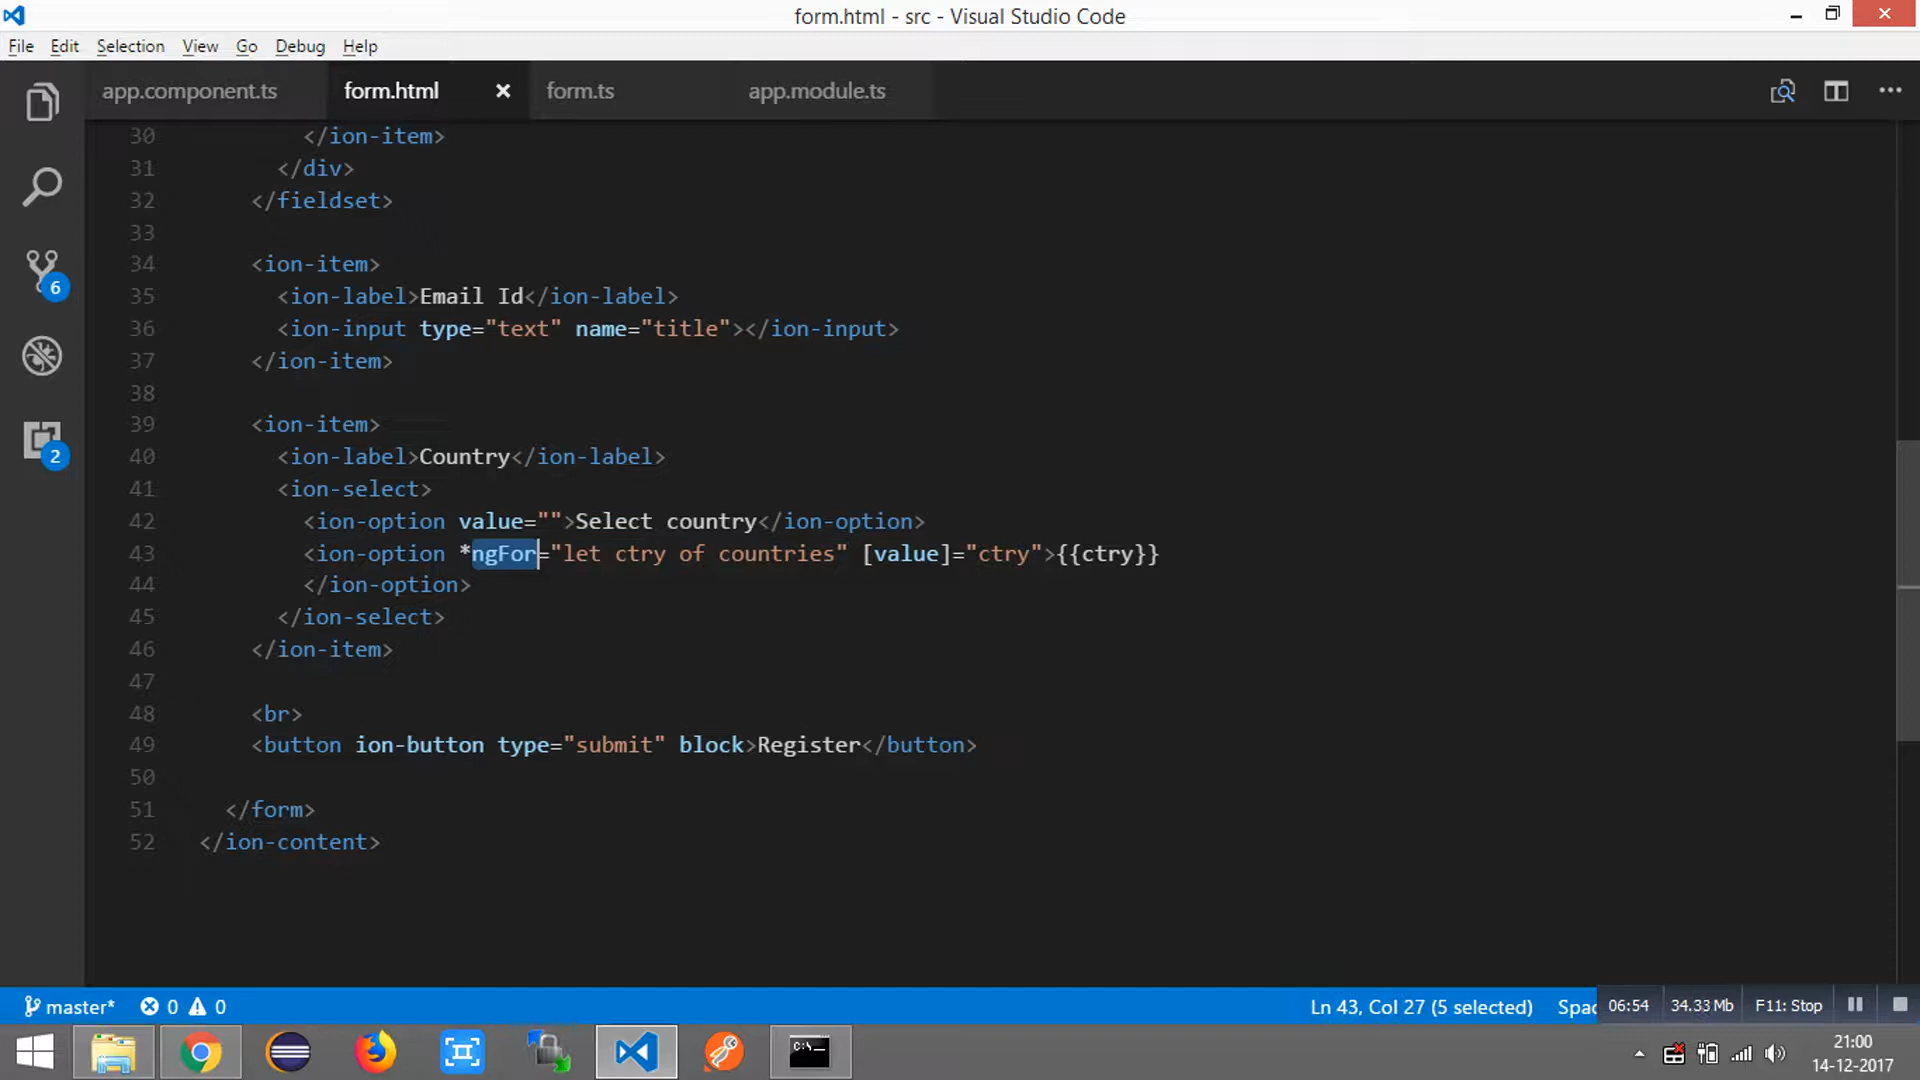 form.html - src - Visual Studio Code
File Edit Selection View Go Debug Help
app.component.ts form.html form.ts app.module.ts
30 </ion-item>
31 </div>
32 </fieldset>
33
34 <ion-item>
35 <ion-label>Email Id</ion-label>
36 <ion-input type="text" name="title"></ion-input>
37 </ion-item>
38
39 <ion-item>
40 <ion-label>Country</ion-label>
41 <ion-select>
42 <ion-option value="">Select country</ion-option>
43 <ion-option *ngFor="let ctry of countries" [value]="ctry">{{ctry}}
44 </ion-option>
45 </ion-select>
46 </ion-item>
47
48 <br>
49 <button ion-button type="submit" block>Register</button>
50
51 </form>
52 </ion-content>
6
2
master* 0 0 Ln 43, Col 27 (5 selected) Spac 06:54 34.33 Mb F11: Stop
C:\_
21:00
14-12-2017